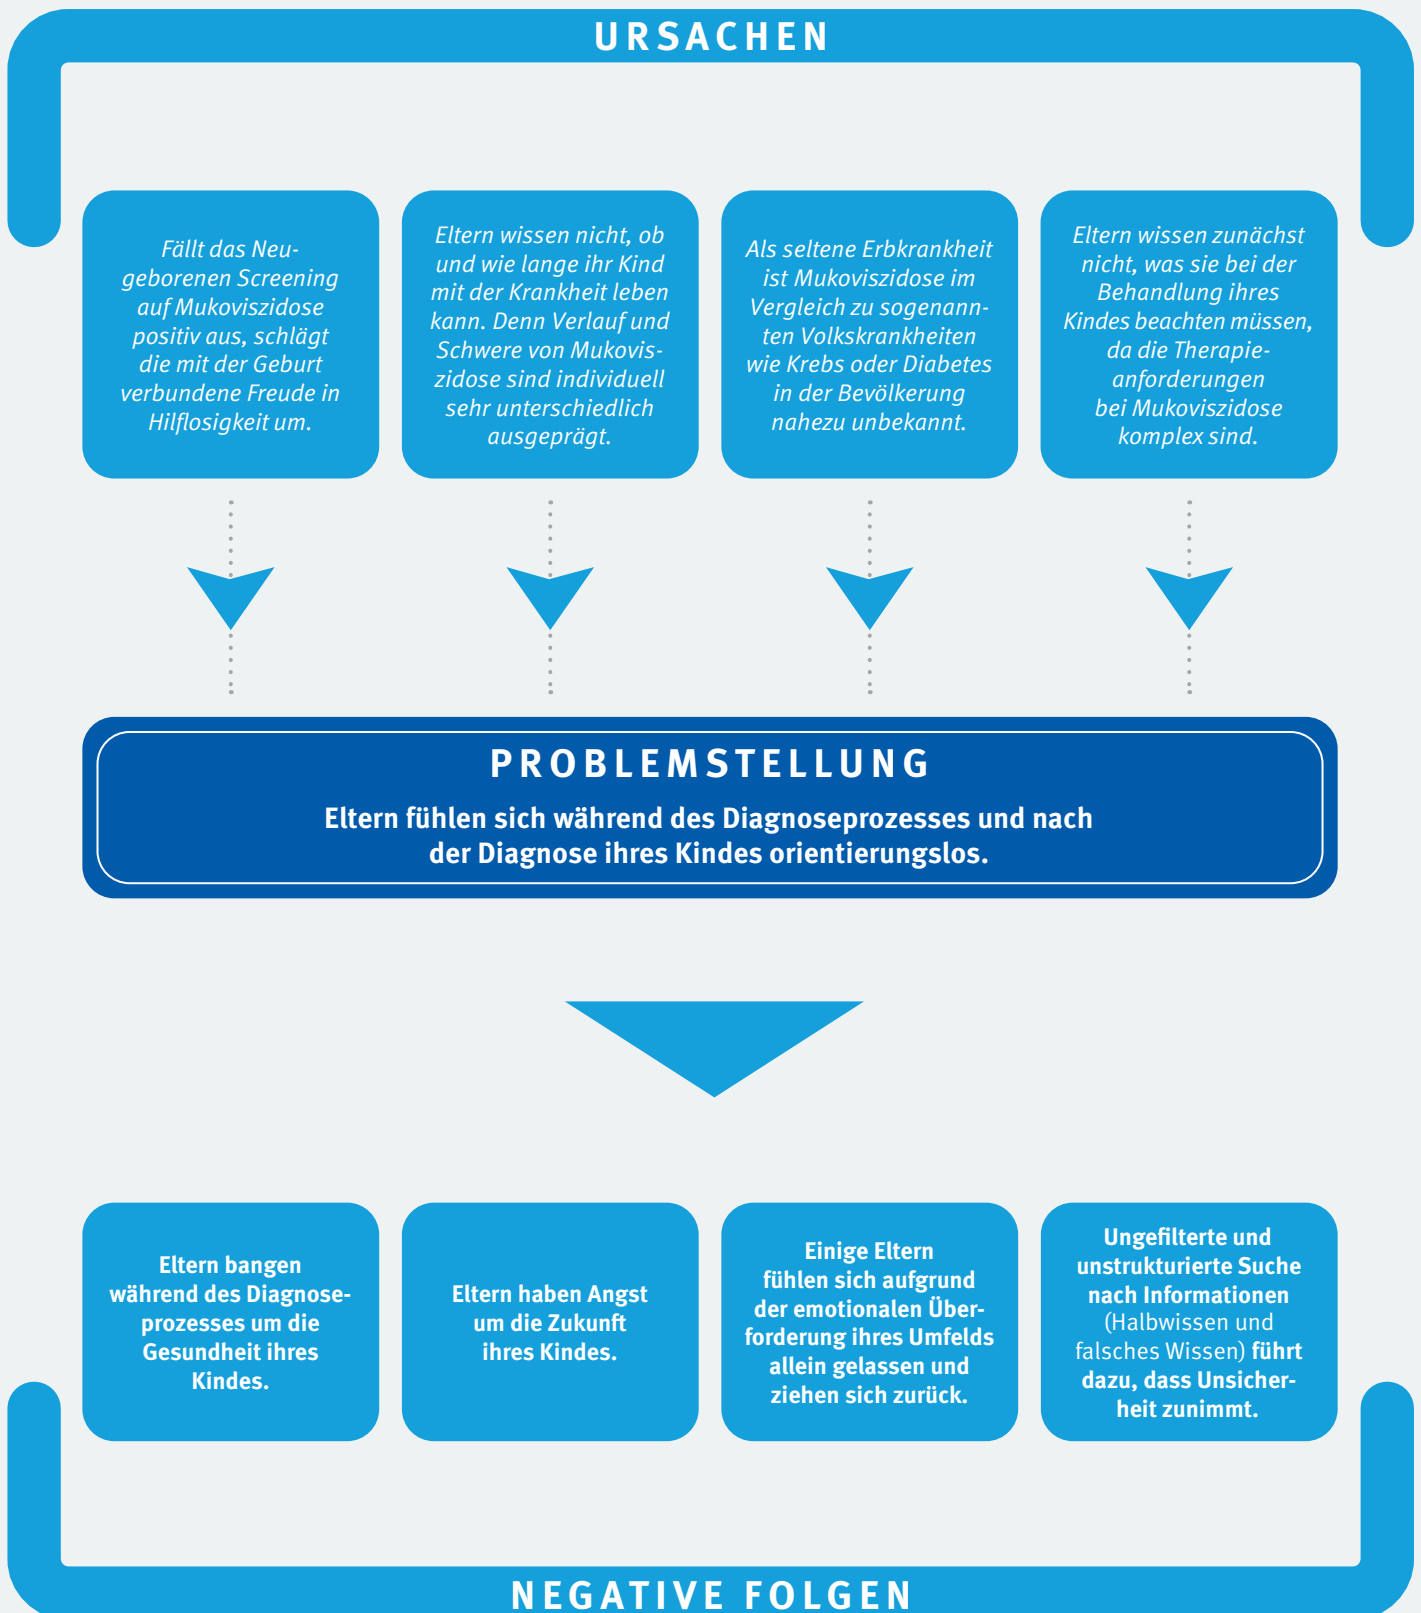 URSACHEN
Fällt das Neu-
geborenen Screening
auf Mukoviszidose
positiv aus, schlägt
die mit der Geburt
verbundene Freude in
Hilflosigkeit um.
Eltern wissen nicht, ob
und wie lange ihr Kind
mit der Krankheit leben
kann. Denn Verlauf und
Schwere von Mukovis-
zidose sind individuell
sehr unterschiedlich
ausgeprägt.
Als seltene Erbkrankheit
ist Mukoviszidose im
Vergleich zu sogenann-
ten Volkskrankheiten
wie Krebs oder Diabetes
in der Bevölkerung
nahezu unbekannt.
Eltern wissen zunächst
nicht, was sie bei der
Behandlung ihres
Kindes beachten müssen,
da die Therapie-
anforderungen
bei Mukoviszidose
komplex sind.
PROBLEMSTELLUNG
Eltern fühlen sich während des Diagnoseprozesses und nach
der Diagnose ihres Kindes orientierungslos.
Eltern bangen
während des Diagnose-
prozesses um die
Gesundheit ihres
Kindes.
Eltern haben Angst
um die Zukunft
ihres Kindes.
Einige Eltern
fühlen sich aufgrund
der emotionalen Über-
forderung ihres Umfelds
allein gelassen und
ziehen sich zurück.
Ungefilterte und
unstrukturierte Suche
nach Informationen
(Halbwissen und
falsches Wissen) führt
dazu, dass Unsicher-
heit zunimmt.
NEGATIVE FOLGEN